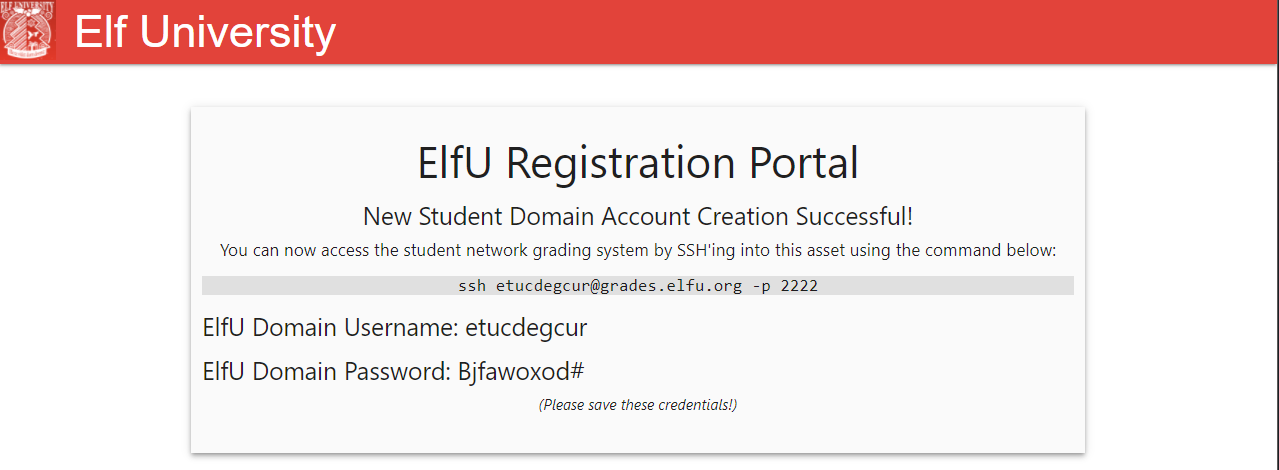 ELF UNIVERSITY
Elf University
ElfU Registration Portal
New Student Domain Account Creation Successful!
You can now access the student network grading system by SSH'ing into this asset using the command below:
ssh etucdegcur@grades.elfu.org -p 2222
ElfU Domain Username: etucdegcur
ElfU Domain Password: Bjfawoxod#
(Please save these credentials!)